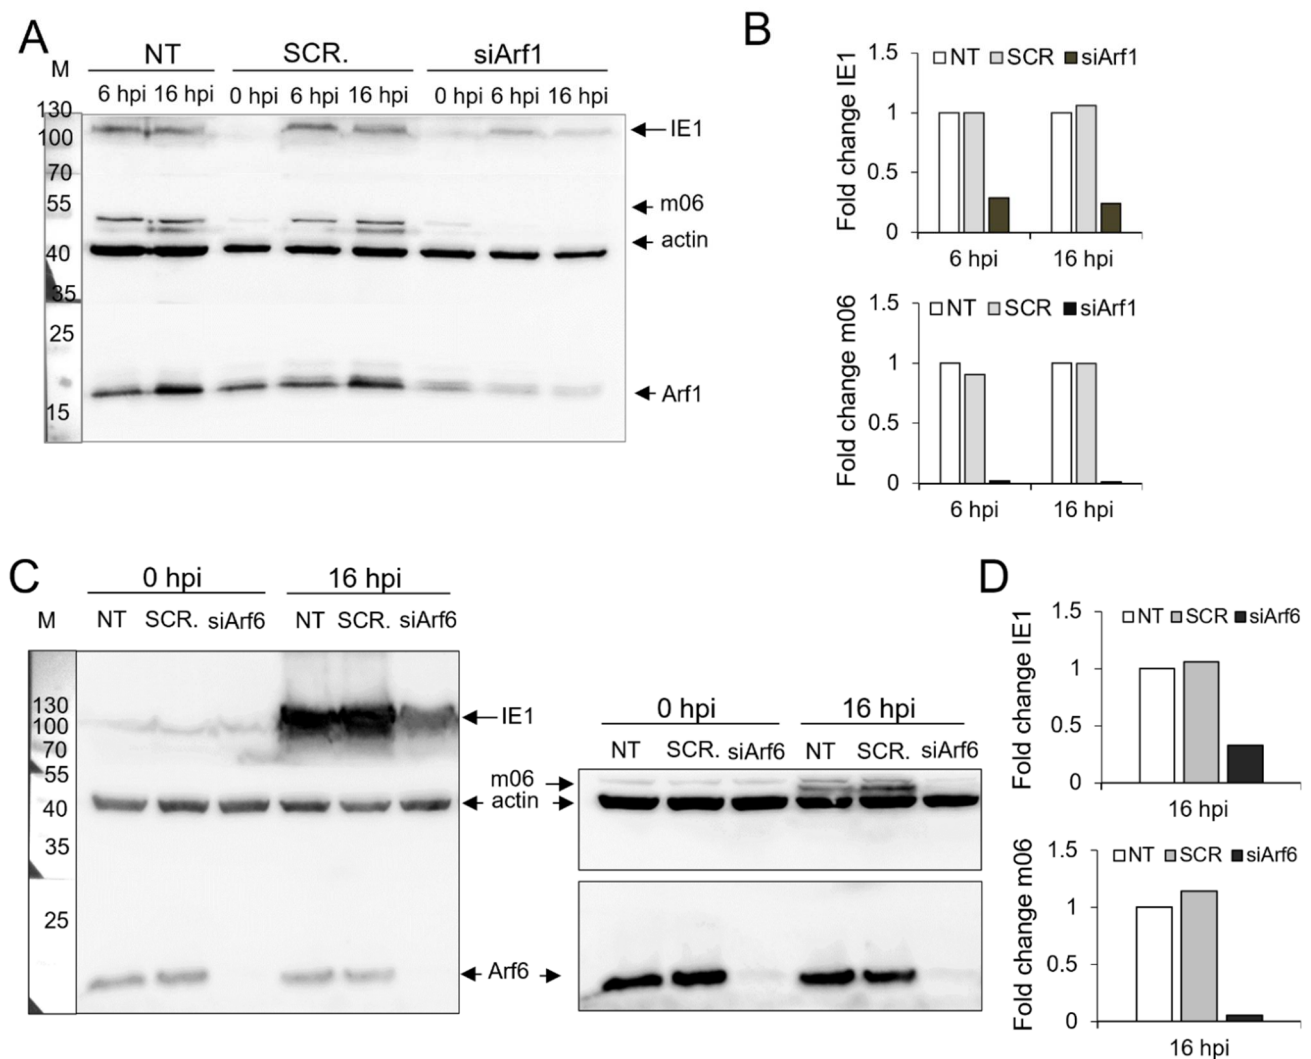 A
NT SCR. siArf1
M
6 hpi 16 hpi 0 hpi 6 hpi 16 hpi 0 hpi 6 hpi 16 hpi
130
100
70
55
40
35
25
15
IE1
m06
actin
Arf1
B
Fold change IE1
1.5
1
0.5
0
NT SCR siArf1
6 hpi 16 hpi
Fold change m06
1.5
1
0.5
0
NT SCR siArf1
6 hpi 16 hpi
C
0 hpi 16 hpi
M NT SCR. siArf6 NT SCR. siArf6
130
100
70
55
40
35
25
IE1
m06
actin
Arf6
0 hpi 16 hpi
NT SCR. siArf6 NT SCR. siArf6
D
Fold change IE1
1.5
1
0.5
0
NT SCR siArf6
16 hpi
Fold change m06
1.5
1
0.5
0
NT SCR siArf6
16 hpi